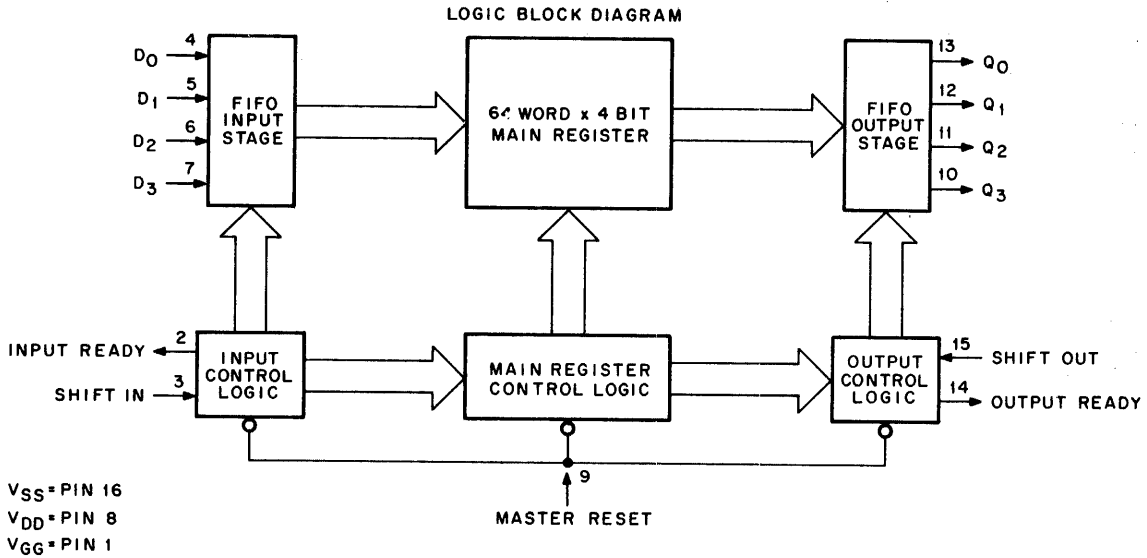 LOGIC BLOCK DIAGRAM
D0 4
D1 5
D2 6
D3 7
FIFO
INPUT
STAGE
64 WORD x 4 BIT
MAIN REGISTER
FIFO
OUTPUT
STAGE
13 Q0
12 Q1
11 Q2
10 Q3
INPUT READY 2
SHIFT IN 3
INPUT
CONTROL
LOGIC
MAIN REGISTER
CONTROL LOGIC
OUTPUT
CONTROL
LOGIC
15 SHIFT OUT
14 OUTPUT READY
9
MASTER RESET
VSS=PIN 16
VDD=PIN 8
VGG=PIN 1